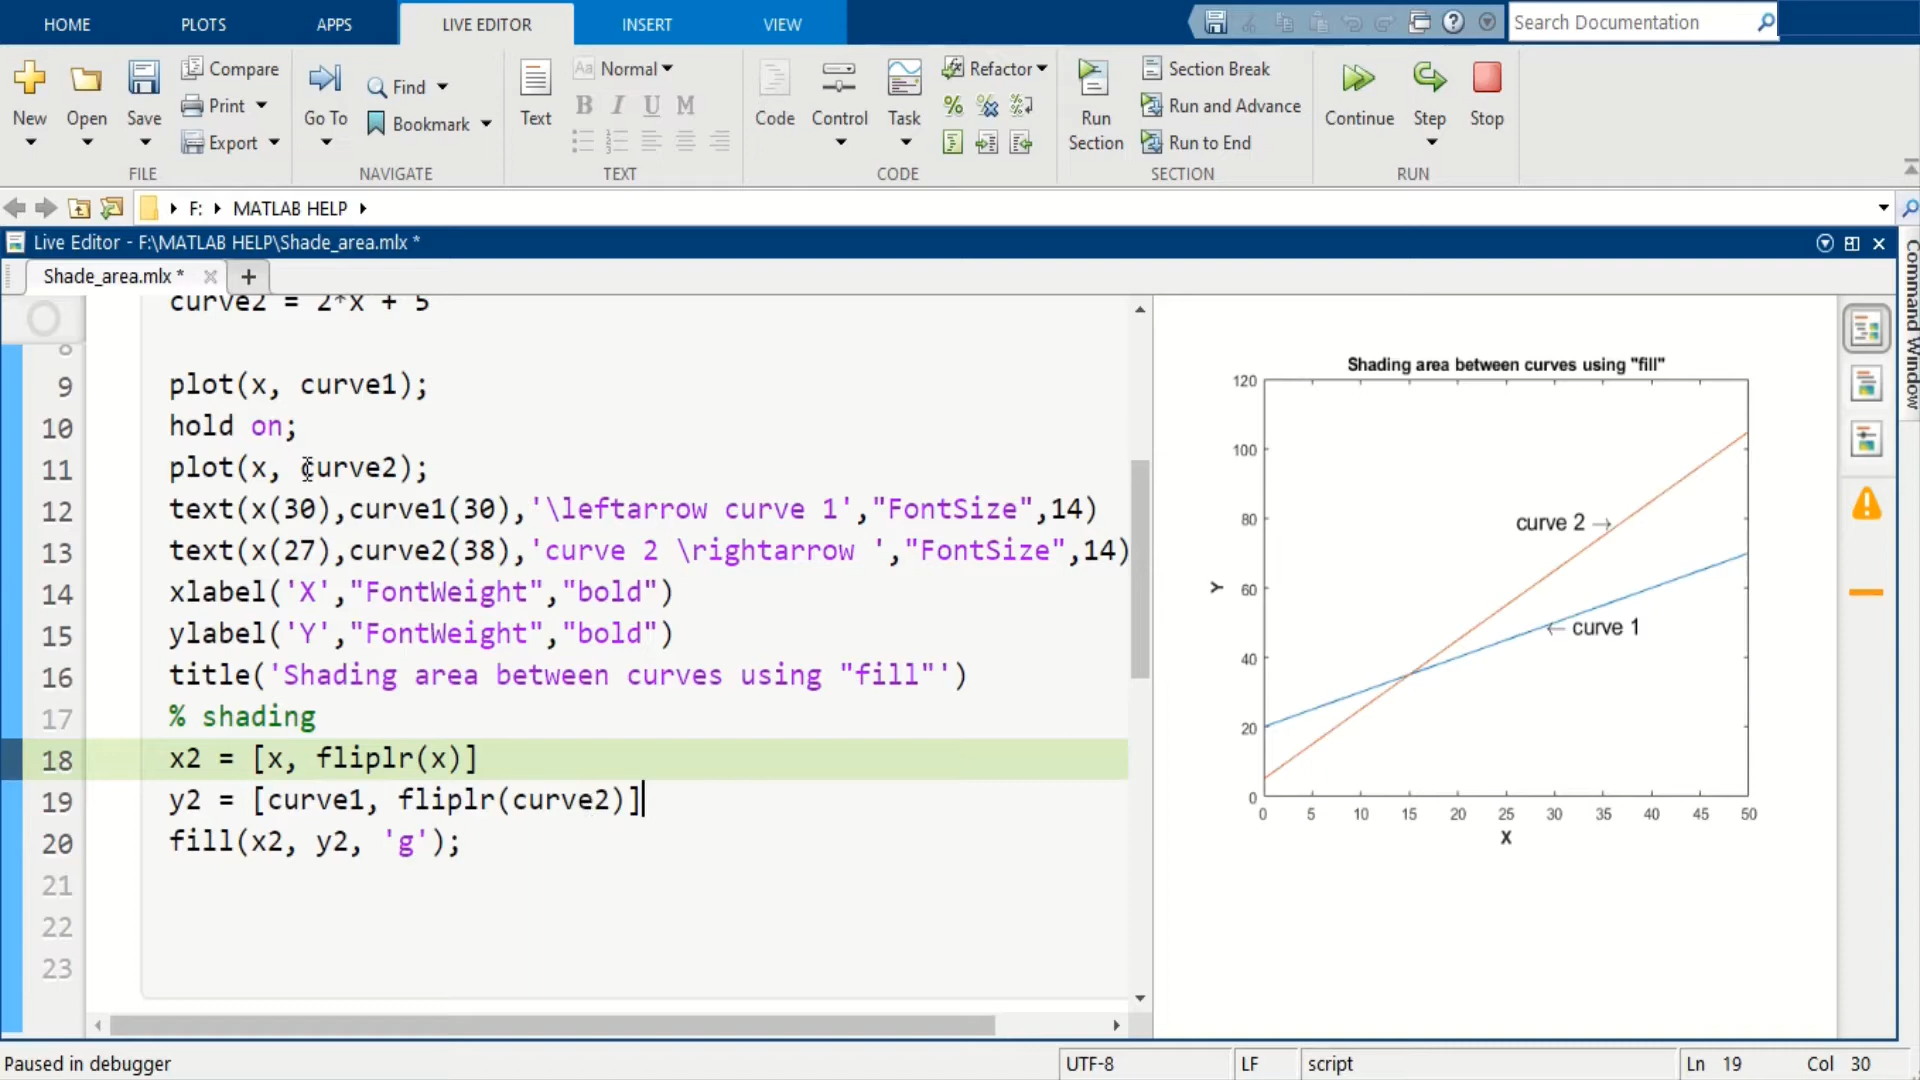 HOME PLOTS APPS LIVE EDITOR INSERT VIEW Search Documentation
New Open Save Compare Print Export
FILE
Go To Find Bookmark
NAVIGATE
Text Aa Normal B I U M
TEXT
Code Control Task Refactor
CODE
Run Section Section Break Run and Advance Run to End
SECTION
Continue Step Stop
RUN
F: MATLAB HELP
Live Editor - F:\MATLAB HELP\Shade_area.mlx *
Shade_area.mlx *
Command Window
curve2 = 2*x + 5
8
9 plot(x, curve1);
10 hold on;
11 plot(x, curve2);
12 text(x(30),curve1(30),'\leftarrow curve 1',"FontSize",14)
13 text(x(27),curve2(38),'curve 2 \rightarrow ',"FontSize",14)
14 xlabel('X',"FontWeight","bold")
15 ylabel('Y',"FontWeight","bold")
16 title('Shading area between curves using "fill"')
17 % shading
18 x2 = [x, fliplr(x)]
19 y2 = [curve1, fliplr(curve2)]
20 fill(x2, y2, 'g');
21
22
23
Shading area between curves using "fill"
120
100
80
60
40
20
0
Y
curve 2 →
← curve 1
0 5 10 15 20 25 30 35 40 45 50
X
Paused in debugger UTF-8 LF script Ln 19 Col 30